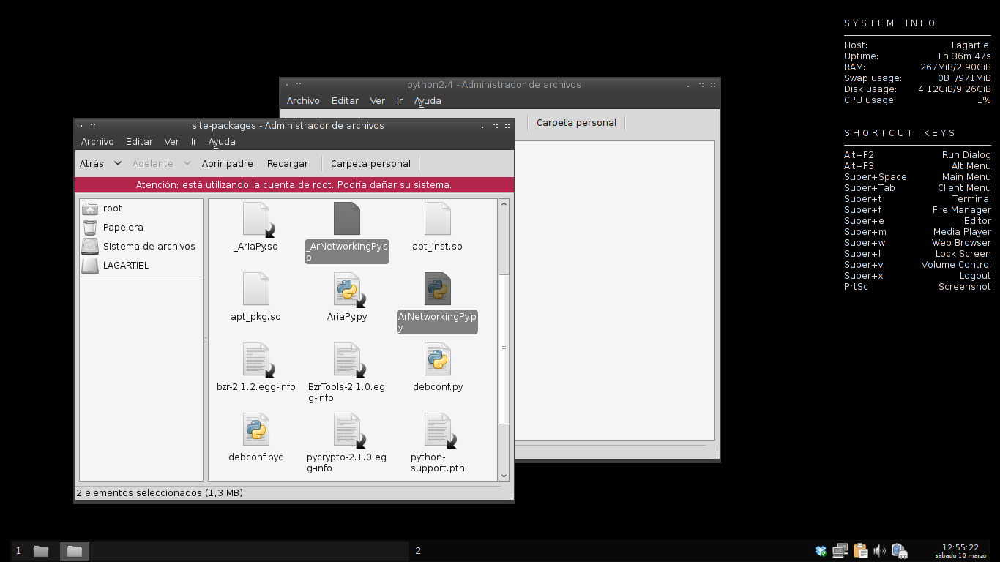 SYSTEM INFO
Host: Lagartiel
Uptime: 1h 36m 47s
RAM: 267MiB/2.90GiB
Swap usage: 0B /971MiB
Disk usage: 4.12GiB/9.26GiB
CPU usage: 1%
SHORTCUT KEYS
Alt+F2 Run Dialog
Alt+F3 Alt Menu
Super+Space Main Menu
Super+Tab Client Menu
Super+t Terminal
Super+f File Manager
Super+e Editor
Super+m Media Player
Super+w Web Browser
Super+l Lock Screen
Super+v Volume Control
Super+x Logout
PrtSc Screenshot
python2.4 - Administrador de archivos
Archivo Editar Ver Ir Ayuda
Carpeta personal
site-packages - Administrador de archivos
Archivo Editar Ver Ir Ayuda
Atrás Adelante Abrir padre Recargar Carpeta personal
Atención: está utilizando la cuenta de root. Podría dañar su sistema.
root
Papelera
Sistema de archivos
LAGARTIEL
_AriaPy.so
_ArNetworkingPy.s
o
apt_inst.so
apt_pkg.so
AriaPy.py
ArNetworkingPy.p
y
bzr-2.1.2.egg-info
BzrTools-2.1.0.eg
g-info
debconf.py
debconf.pyc
pycrypto-2.1.0.eg
g-info
python-
support.pth
2 elementos seleccionados (1,3 MB)
1
2
12:55:22
sábado 10 marzo